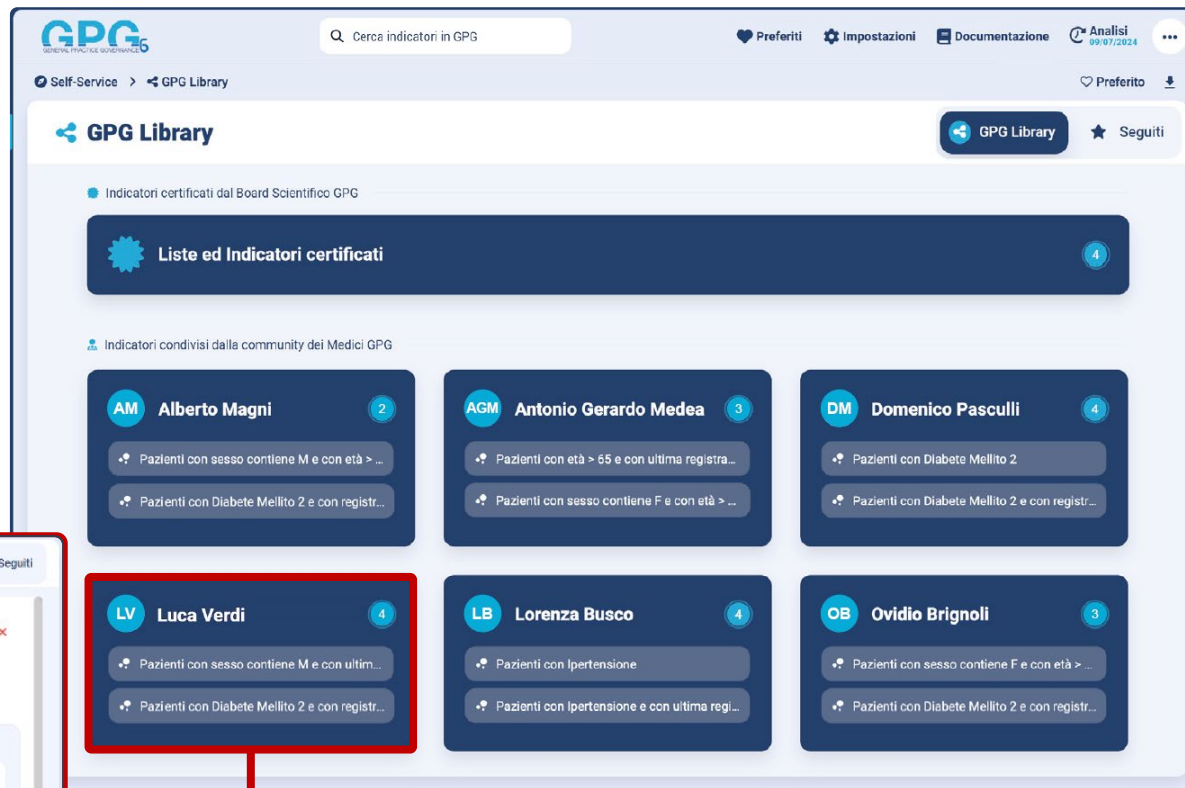 GPG6
GENERAL PRACTICE GOVERNANCE
Cerca indicatori in GPG
Preferiti
Impostazioni
Documentazione
Analisi
09/07/2024
Self-Service > GPG Library
Preferito
GPG Library
GPG Library
Seguiti
Indicatori certificati dal Board Scientifico GPG
Liste ed Indicatori certificati
4
Indicatori condivisi dalla community dei Medici GPG
AM Alberto Magni 2
Pazienti con sesso contiene M e con età > ...
Pazienti con Diabete Mellito 2 e con registr...
AGM Antonio Gerardo Medea 3
Pazienti con età > 65 e con ultima registra...
Pazienti con sesso contiene F e con età > ...
DM Domenico Pasculli 4
Pazienti con Diabete Mellito 2
Pazienti con Diabete Mellito 2 e con registr...
Seguiti
LV Luca Verdi 4
Pazienti con sesso contiene M e con ultim...
Pazienti con Diabete Mellito 2 e con registr...
LB Lorenza Busco 4
Pazienti con Ipertensione
Pazienti con Ipertensione e con ultima regi...
OB Ovidio Brignoli 3
Pazienti con sesso contiene F e con età > ...
Pazienti con Diabete Mellito 2 e con registr...